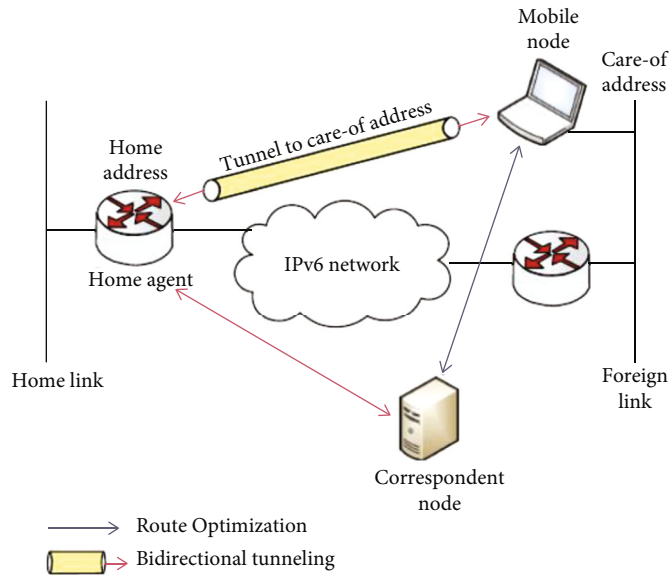 Mobile
node
Care-of
address
Tunnel to care-of address
Home
address
Home agent
IPv6 network
Home link
Foreign
link
Correspondent
node
Route Optimization
Bidirectional tunneling